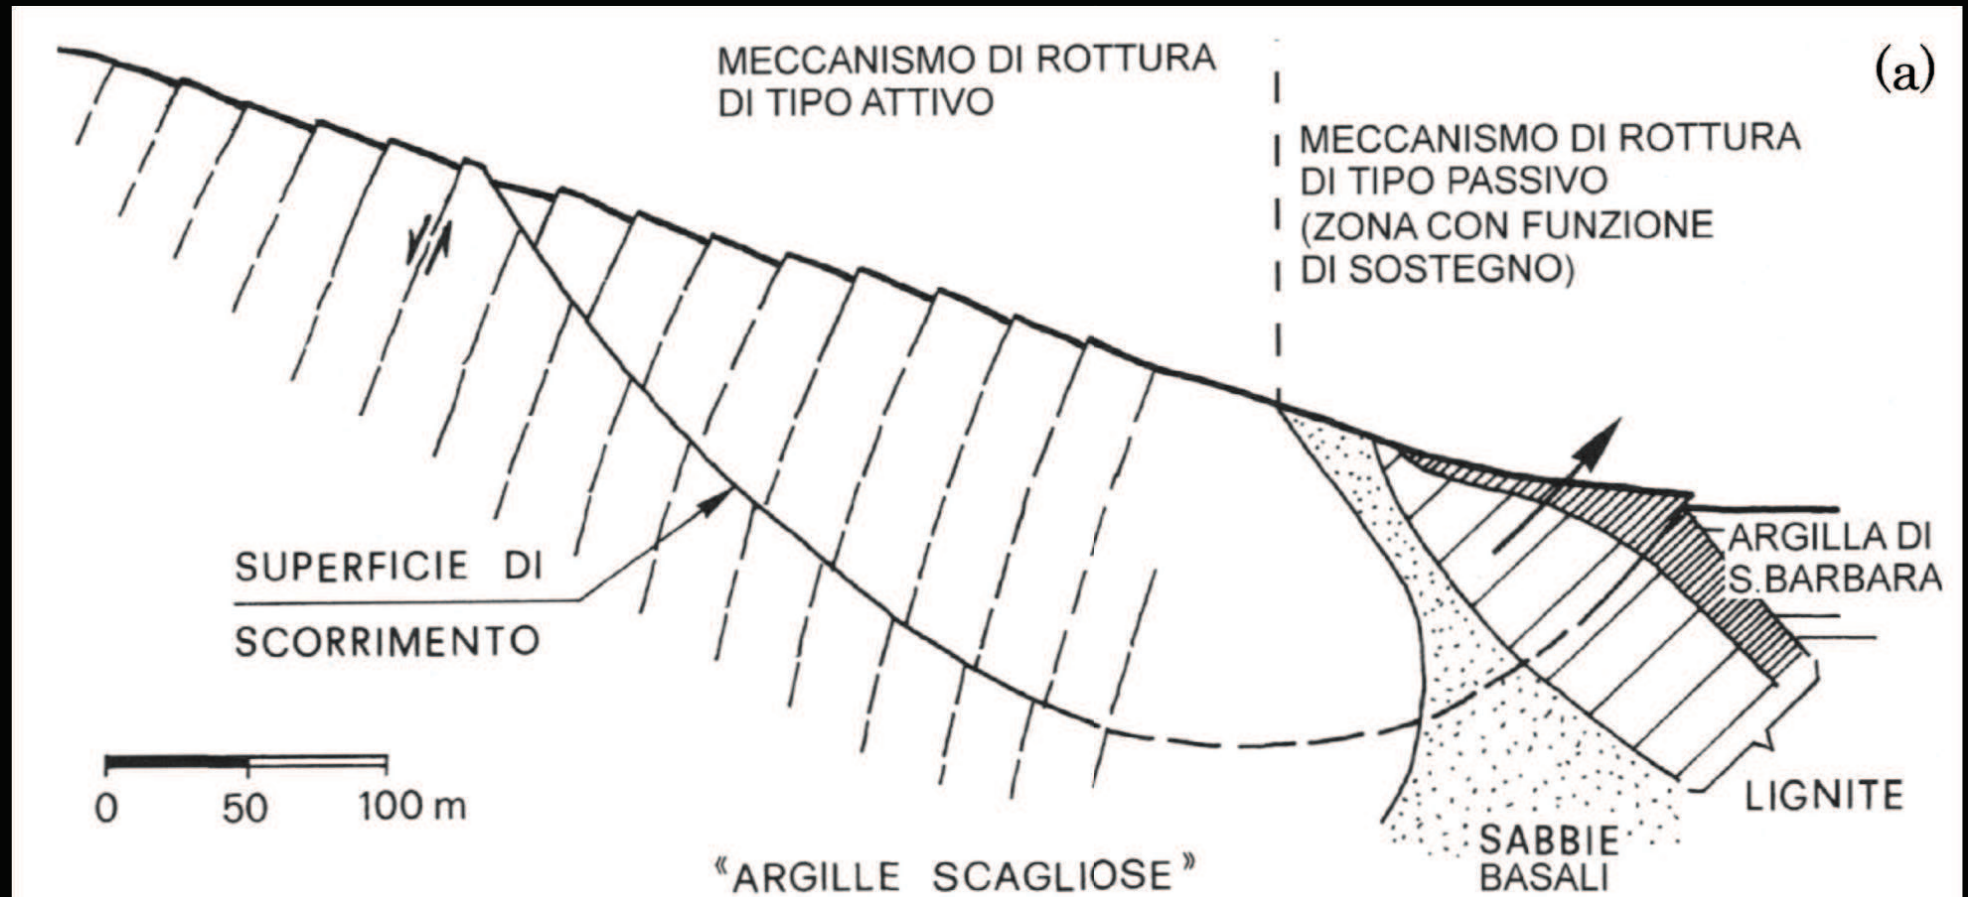 (a)
MECCANISMO DI ROTTURA
DI TIPO ATTIVO
MECCANISMO DI ROTTURA
DI TIPO PASSIVO
(ZONA CON FUNZIONE
DI SOSTEGNO)
ARGILLA DI
S.BARBARA
SUPERFICIE DI
SCORRIMENTO
0 50 100 m
LIGNITE
SABBIE
BASALI
«ARGILLE SCAGLIOSE»